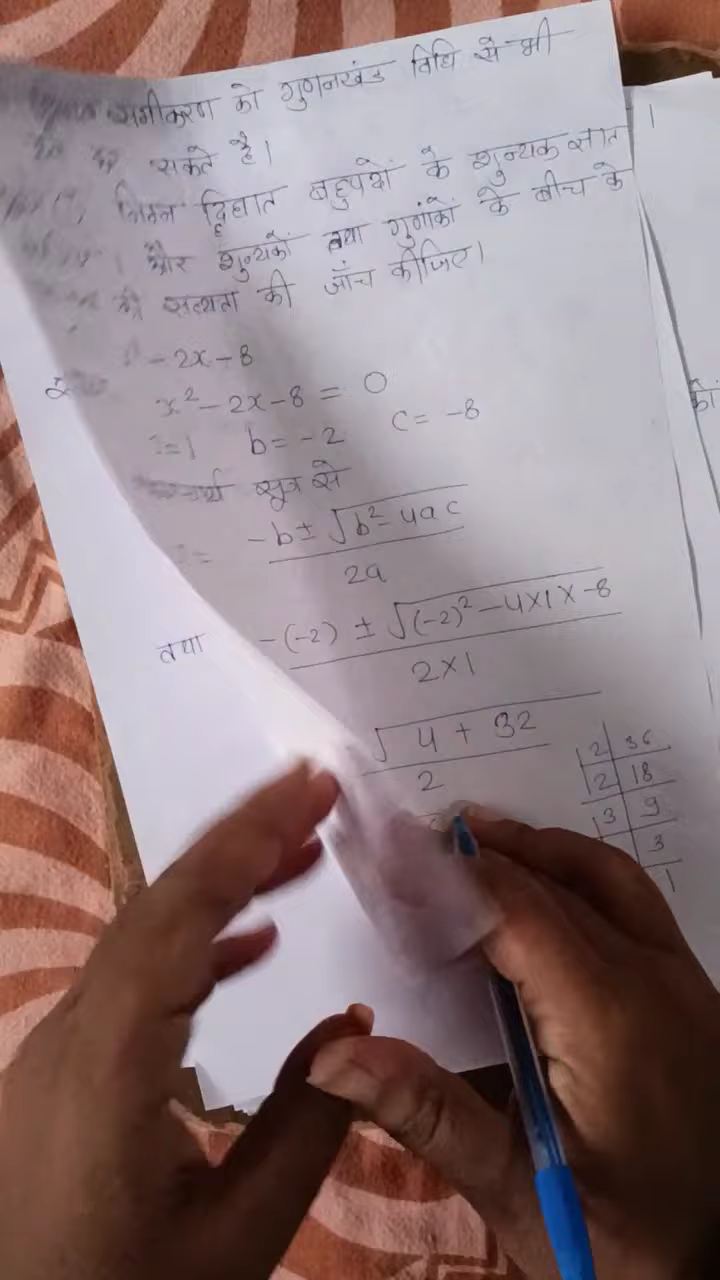 समीकरण को गुणनखंड विधि से भी
सकते है।
निम्न द्विघात बहुपदों के शून्यक ज्ञात ।
और शून्यकों तथा गुणांकों के बीच के
की सत्यता की जाँच कीजिए।
- 2x - 8
x² - 2x - 8 = 0
=1 b = -2 c = -8
सूत्र से
-b ± √b² - 4ac
2a
तथा -(-2) ± √(-2)² - 4×1×-8
2×1
√4 + 32
2
2 36
2 18
3 9
3
1